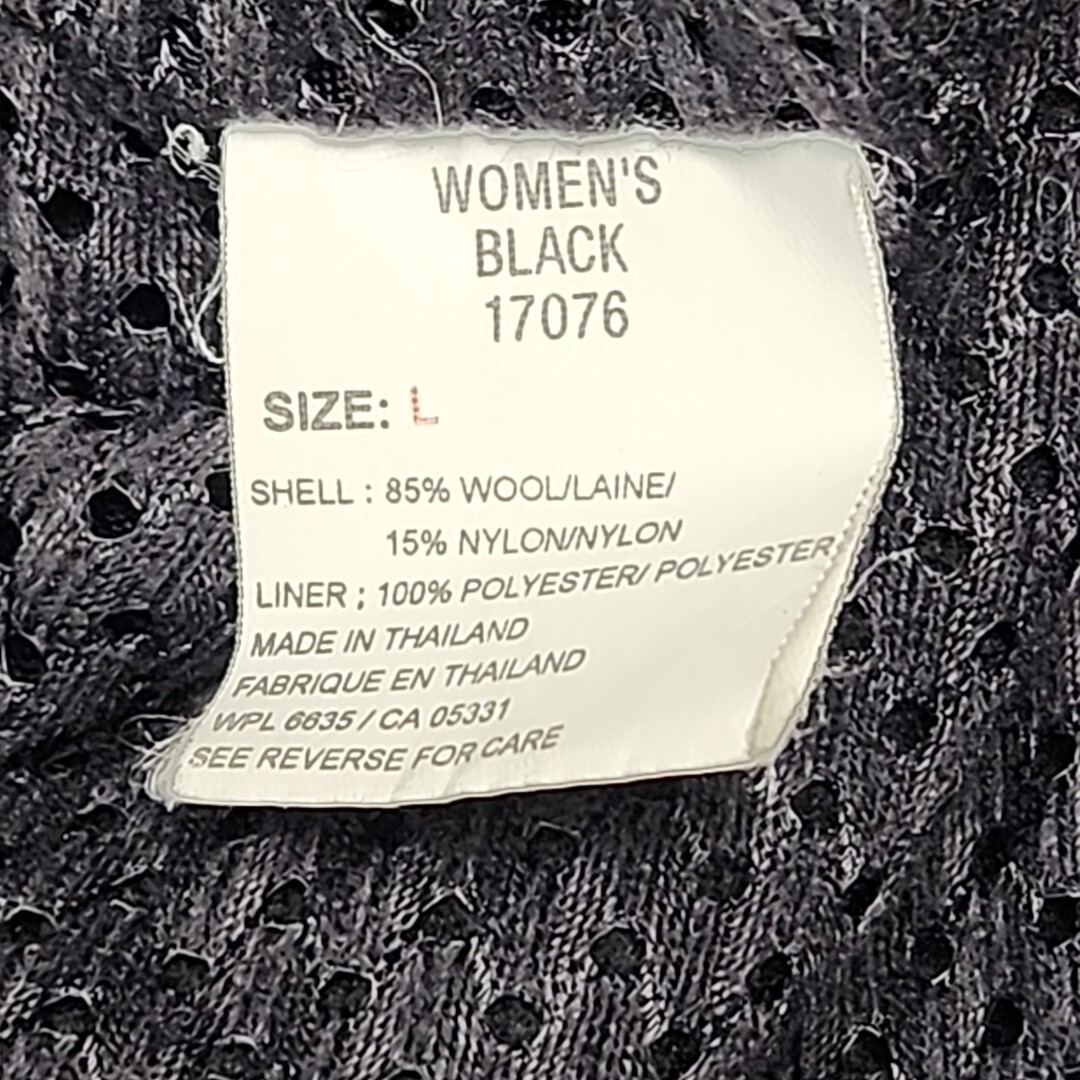 WOMEN'S
BLACK
17076
SIZE: L
SHELL : 85% WOOL/LAINE/
15% NYLON/NYLON
LINER ; 100% POLYESTER/ POLYESTER
MADE IN THAILAND
FABRIQUE EN THAILAND
WPL 6635 / CA 05331
SEE REVERSE FOR CARE